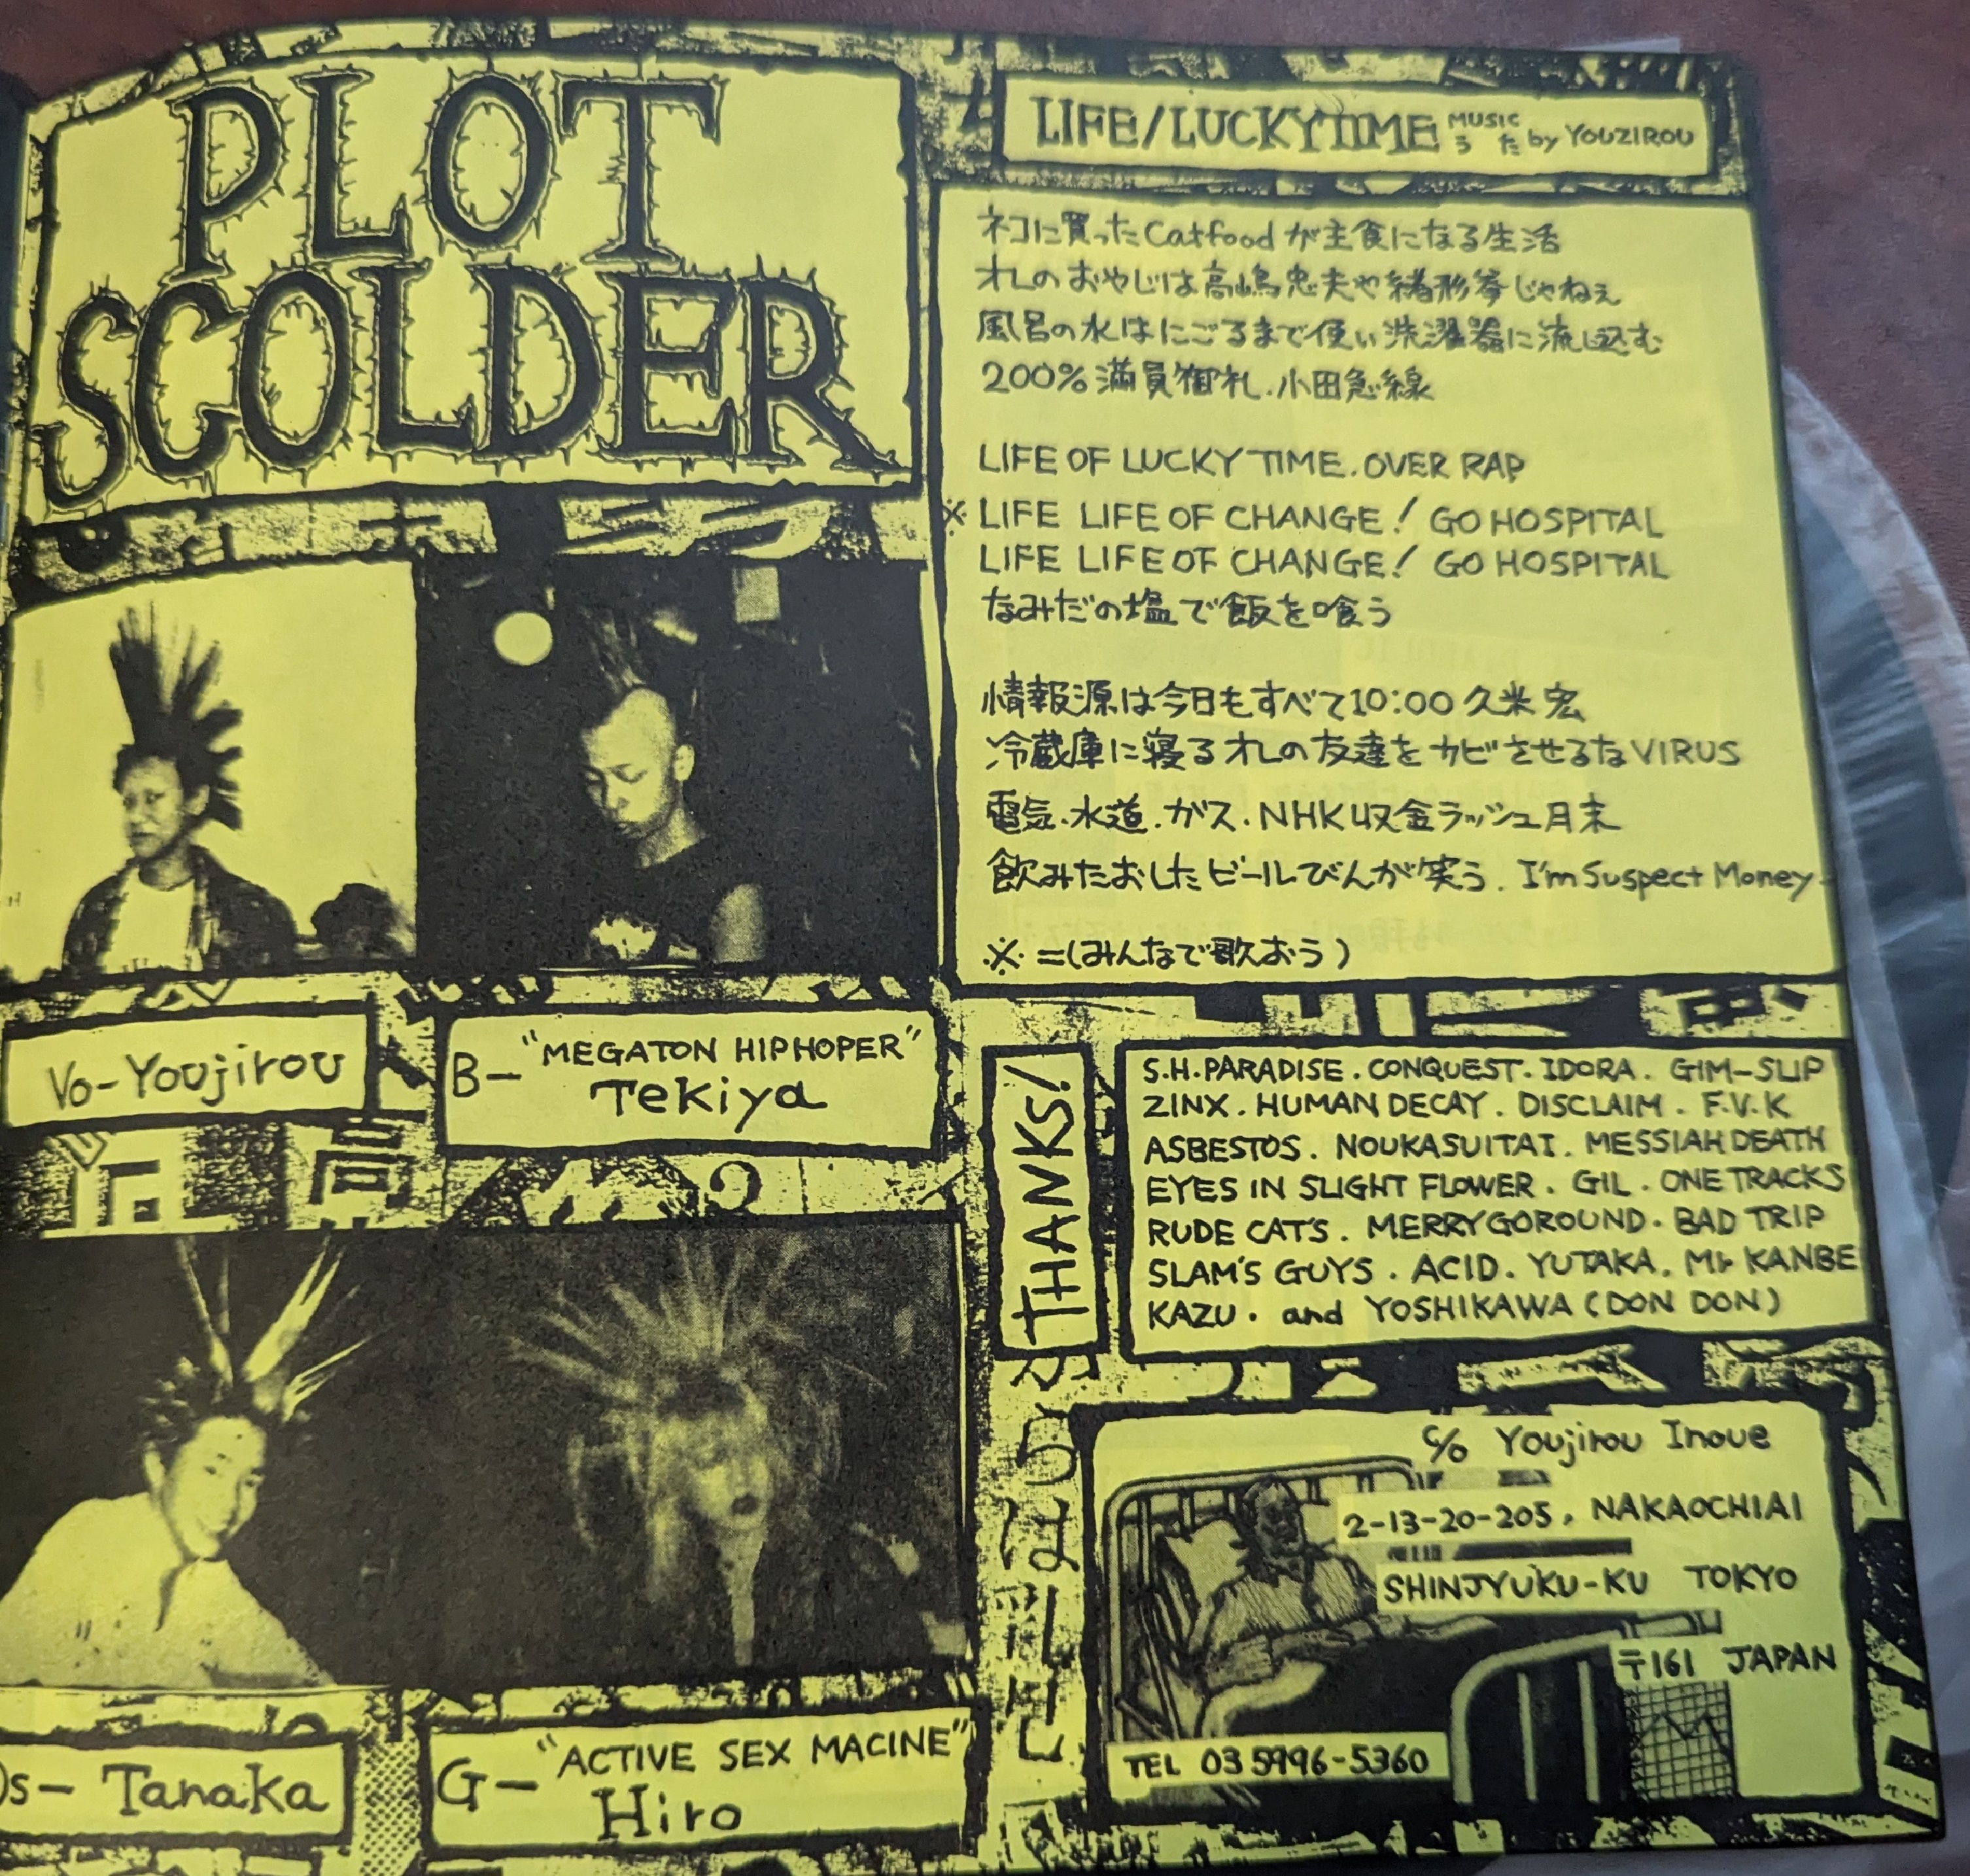 PLOT
SCOLDER
Vo-Youjirou
B-"MEGATON HIPHOPER"
Tekiya
Ds-Tanaka
G-"ACTIVE SEX MACINE"
Hiro
LIFE/LUCKYTIME MUSIC うた by YOUZIROU
ネコに買ったCatfoodが主食になる生活
オレのおやじは高嶋忠夫や緒形拳じゃねぇ
風呂の水はにごるまで使い洗濯器に流し込む
200%満員御礼.小田急線
LIFE OF LUCKY TIME. OVER RAP
※LIFE LIFE OF CHANGE! GO HOSPITAL
LIFE LIFE OF CHANGE! GO HOSPITAL
なみだの塩で飯を喰う
情報源は今日もすべて10:00久米宏
冷蔵庫に寝るオレの友達をカビさせるなVIRUS
電気.水道.ガス.NHK収金ラッシュ月末
飲みたおしたビールびんが笑う. I'm Suspect Money
※=(みんなで歌おう)
THANKS!
S.H.PARADISE. CONQUEST. IDORA. GIM-SLIP
ZINX. HUMAN DECAY. DISCLAIM. F.V.K
ASBESTOS. NOUKASUITAI. MESSIAH DEATH
EYES IN SLIGHT FLOWER. GIL. ONE TRACKS
RUDE CAT'S. MERRYGOROUND. BAD TRIP
SLAM'S GUYS. ACID. YUTAKA. Mr KANBE
KAZU. and YOSHIKAWA (DON DON)
c/o Youjirou Inoue
2-13-20-205, NAKAOCHIAI
SHINJYUKU-KU TOKYO
〒161 JAPAN
TEL 03 5996-5360